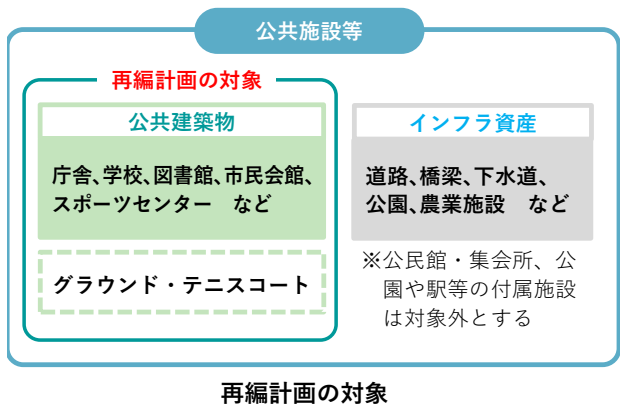 公共施設等
再編計画の対象
公共建築物
庁舎、学校、図書館、市民会館、
スポーツセンター　など
グラウンド・テニスコート
インフラ資産
道路、橋梁、下水道、
公園、農業施設　など
※公民館・集会所、公
園や駅等の付属施設
は対象外とする
再編計画の対象